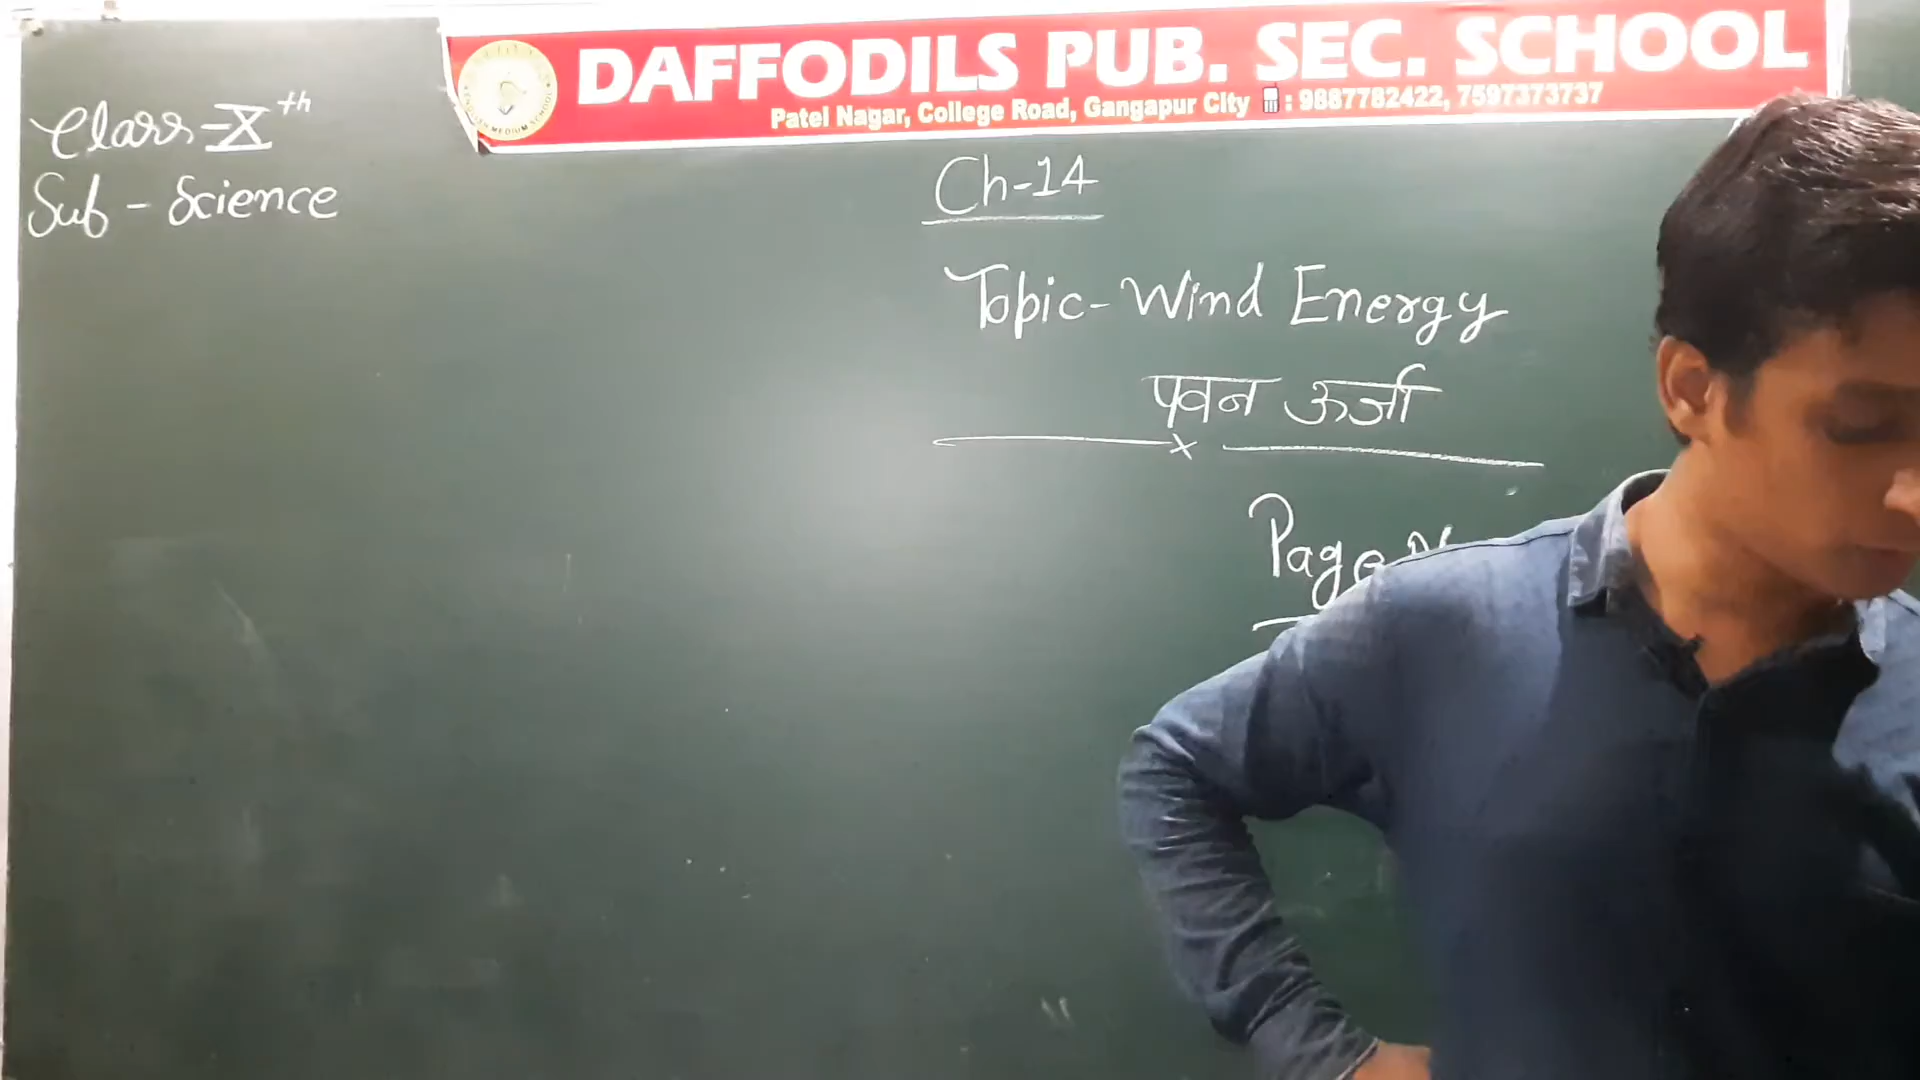 DAFFODILS PUB. SEC. SCHOOL
Patel Nagar, College Road, Gangapur City : 9887782422, 7597373737
Class-Xth
Sub - Science
Ch-14
Topic-Wind Energy
पवन ऊर्जा
x
Page